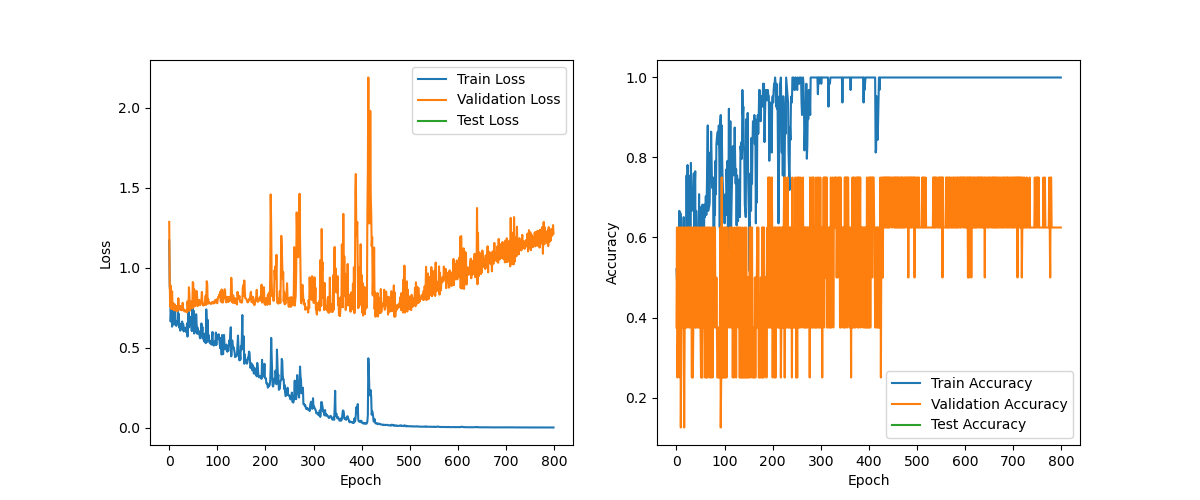 Train Loss
Validation Loss
Test Loss
2.0
1.5
1.0
0.5
0.0
Loss
0 100 200 300 400 500 600 700 800
Epoch
1.0
0.8
0.6
0.4
0.2
Accuracy
Train Accuracy
Validation Accuracy
Test Accuracy
0 100 200 300 400 500 600 700 800
Epoch